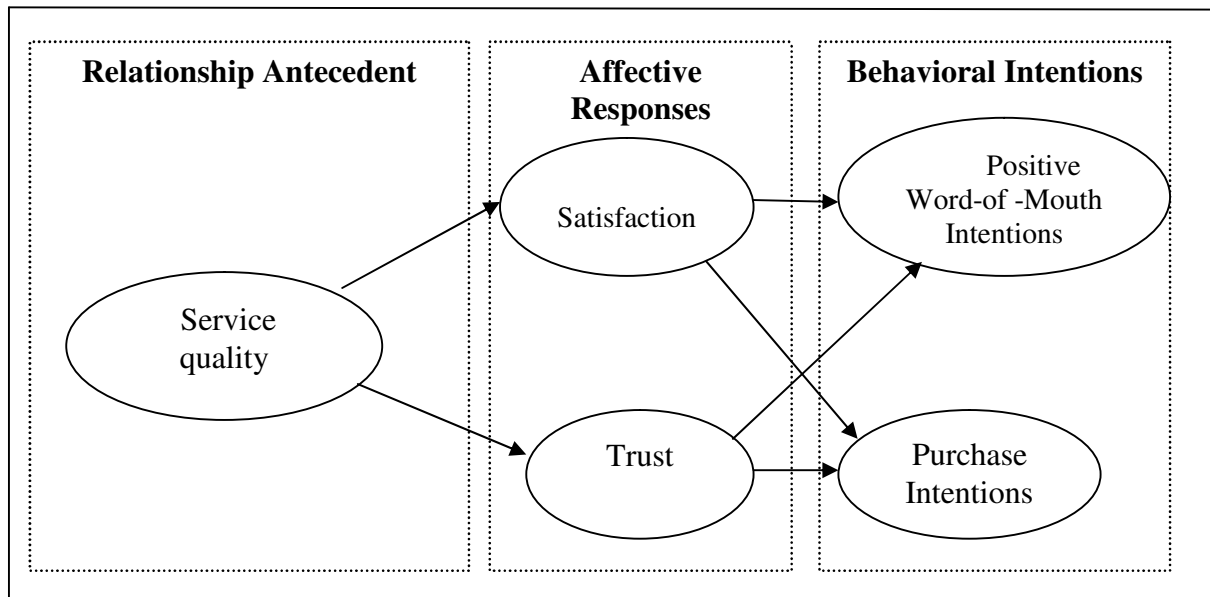 Relationship Antecedent
Service
quality
Affective
Responses
Satisfaction
Trust
Behavioral Intentions
Positive
Word-of -Mouth
Intentions
Purchase
Intentions